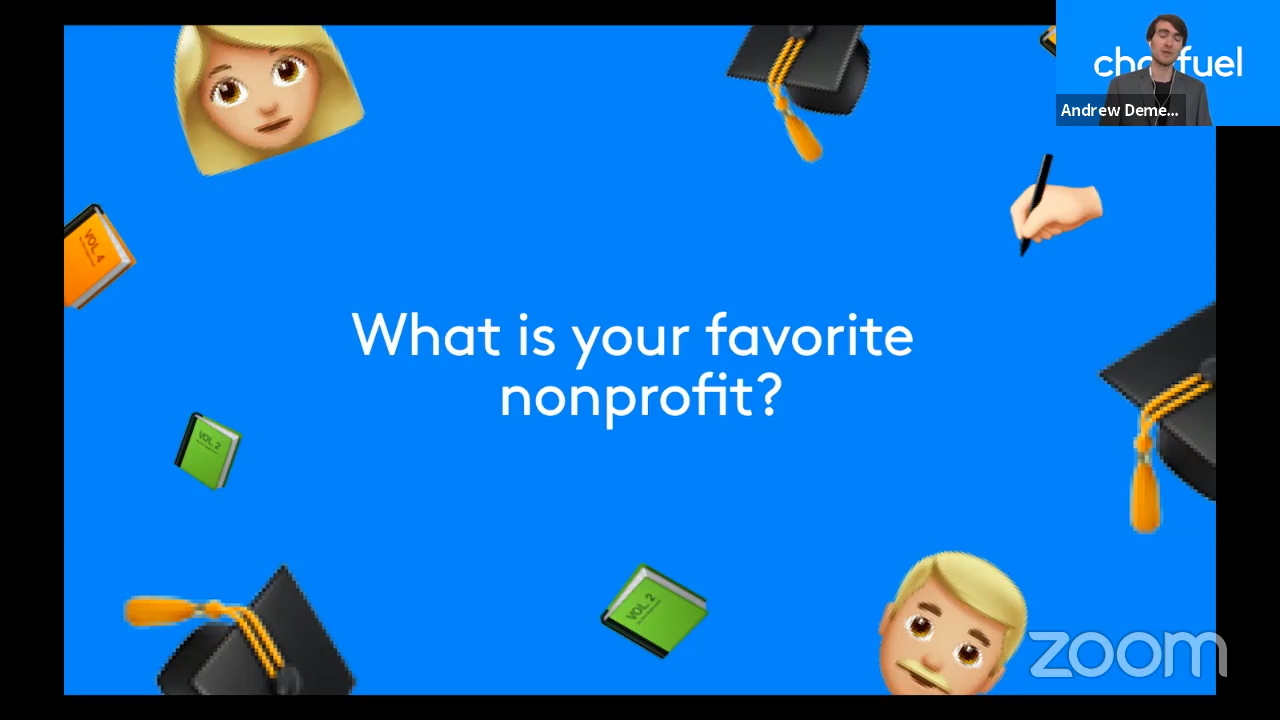 Andrew Deme...
VOL. 4
What is your favorite
nonprofit?
VOL. 2
VOL. 2
zoom